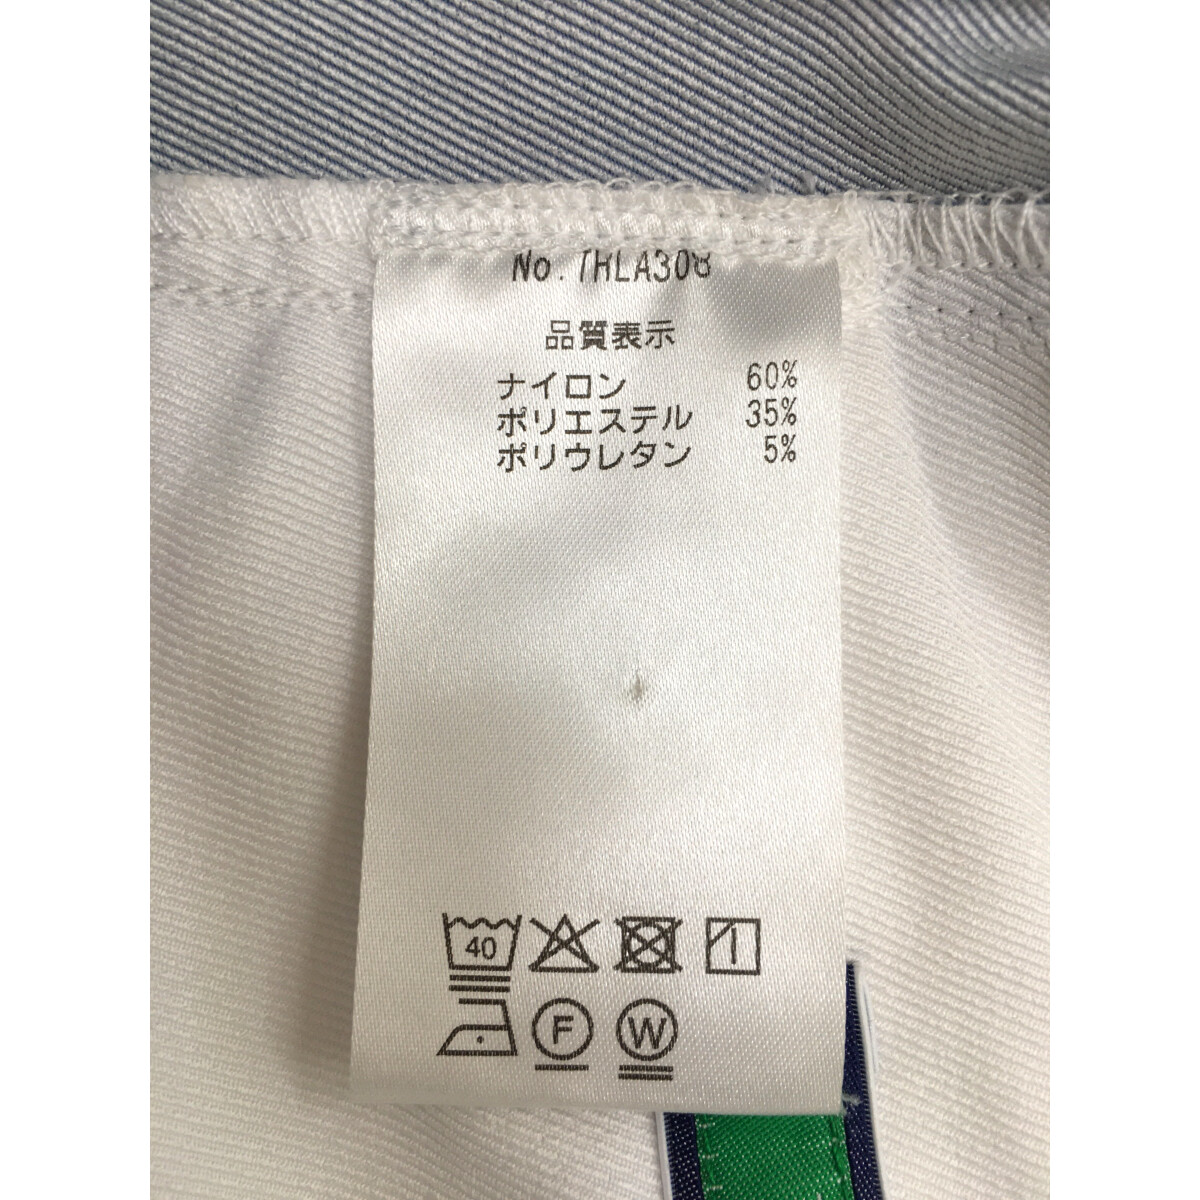 No.THLA308
品質表示
ナイロン 60%
ポリエステル 35%
ポリウレタン 5%
40
F W